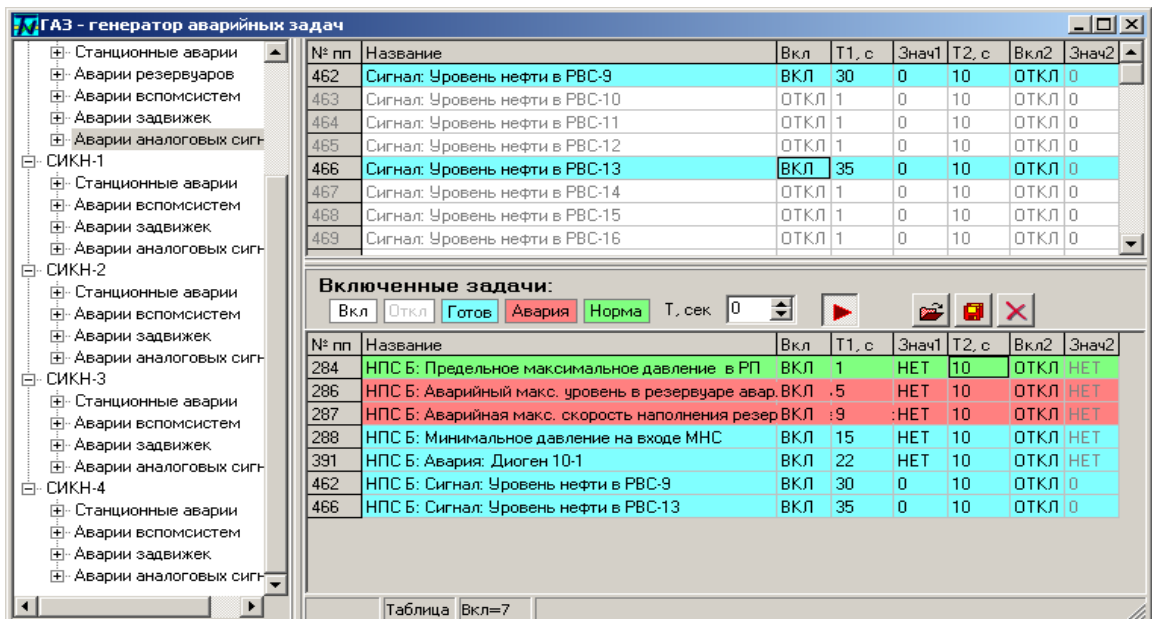 ГАЗ - генератор аварийных задач
Станционные аварии
Аварии резервуаров
Аварии вспомсистем
Аварии задвижек
Аварии аналоговых сигн
СИКН-1
Станционные аварии
Аварии вспомсистем
Аварии задвижек
Аварии аналоговых сигн
СИКН-2
Станционные аварии
Аварии вспомсистем
Аварии задвижек
Аварии аналоговых сигн
СИКН-3
Станционные аварии
Аварии вспомсистем
Аварии задвижек
Аварии аналоговых сигн
СИКН-4
Станционные аварии
Аварии вспомсистем
Аварии задвижек
Аварии аналоговых сигн
№ пп Название Вкл Т1, с Знач1 Т2, с Вкл2 Знач2
462 Сигнал: Уровень нефти в РВС-9 ВКЛ 30 0 10 ОТКЛ 0
463 Сигнал: Уровень нефти в РВС-10 ОТКЛ 1 0 10 ОТКЛ 0
464 Сигнал: Уровень нефти в РВС-11 ОТКЛ 1 0 10 ОТКЛ 0
465 Сигнал: Уровень нефти в РВС-12 ОТКЛ 1 0 10 ОТКЛ 0
466 Сигнал: Уровень нефти в РВС-13 ВКЛ 35 0 10 ОТКЛ 0
467 Сигнал: Уровень нефти в РВС-14 ОТКЛ 1 0 10 ОТКЛ 0
468 Сигнал: Уровень нефти в РВС-15 ОТКЛ 1 0 10 ОТКЛ 0
469 Сигнал: Уровень нефти в РВС-16 ОТКЛ 1 0 10 ОТКЛ 0
Включенные задачи:
Вкл Откл Готов Авария Норма Т, сек 0
№ пп Название Вкл Т1, с Знач1 Т2, с Вкл2 Знач2
284 НПС Б: Предельное максимальное давление в РП ВКЛ 1 НЕТ 10 ОТКЛ НЕТ
286 НПС Б: Аварийный макс. уровень в резервуаре авар. ВКЛ 5 НЕТ 10 ОТКЛ НЕТ
287 НПС Б: Аварийная макс. скорость наполнения резер ВКЛ 9 НЕТ 10 ОТКЛ НЕТ
288 НПС Б: Минимальное давление на входе МНС ВКЛ 15 НЕТ 10 ОТКЛ НЕТ
391 НПС Б: Авария: Диоген 10-1 ВКЛ 22 НЕТ 10 ОТКЛ НЕТ
462 НПС Б: Сигнал: Уровень нефти в РВС-9 ВКЛ 30 0 10 ОТКЛ 0
466 НПС Б: Сигнал: Уровень нефти в РВС-13 ВКЛ 35 0 10 ОТКЛ 0
Таблица Вкл=7